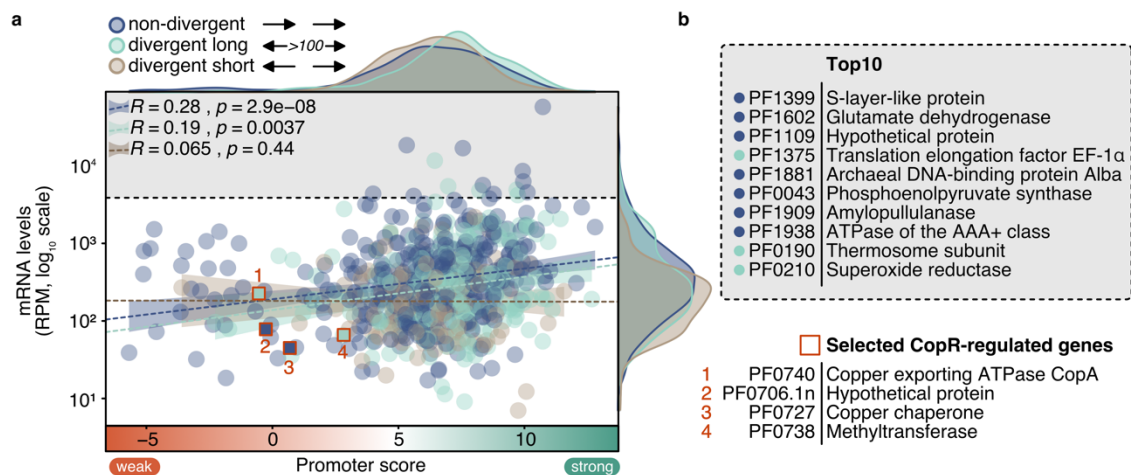 a
non-divergent
divergent long >100
divergent short
R = 0.28 , p = 2.9e−08
R = 0.19 , p = 0.0037
R = 0.065 , p = 0.44
mRNA levels
(RPM, log10 scale)
10⁴
10³
10²
10¹
1
2
3
4
−5 0 5 10
weak Promoter score strong
b
Top10
PF1399 S-layer-like protein
PF1602 Glutamate dehydrogenase
PF1109 Hypothetical protein
PF1375 Translation elongation factor EF-1α
PF1881 Archaeal DNA-binding protein Alba
PF0043 Phosphoenolpyruvate synthase
PF1909 Amylopullulanase
PF1938 ATPase of the AAA+ class
PF0190 Thermosome subunit
PF0210 Superoxide reductase
Selected CopR-regulated genes
1 PF0740 Copper exporting ATPase CopA
2 PF0706.1n Hypothetical protein
3 PF0727 Copper chaperone
4 PF0738 Methyltransferase